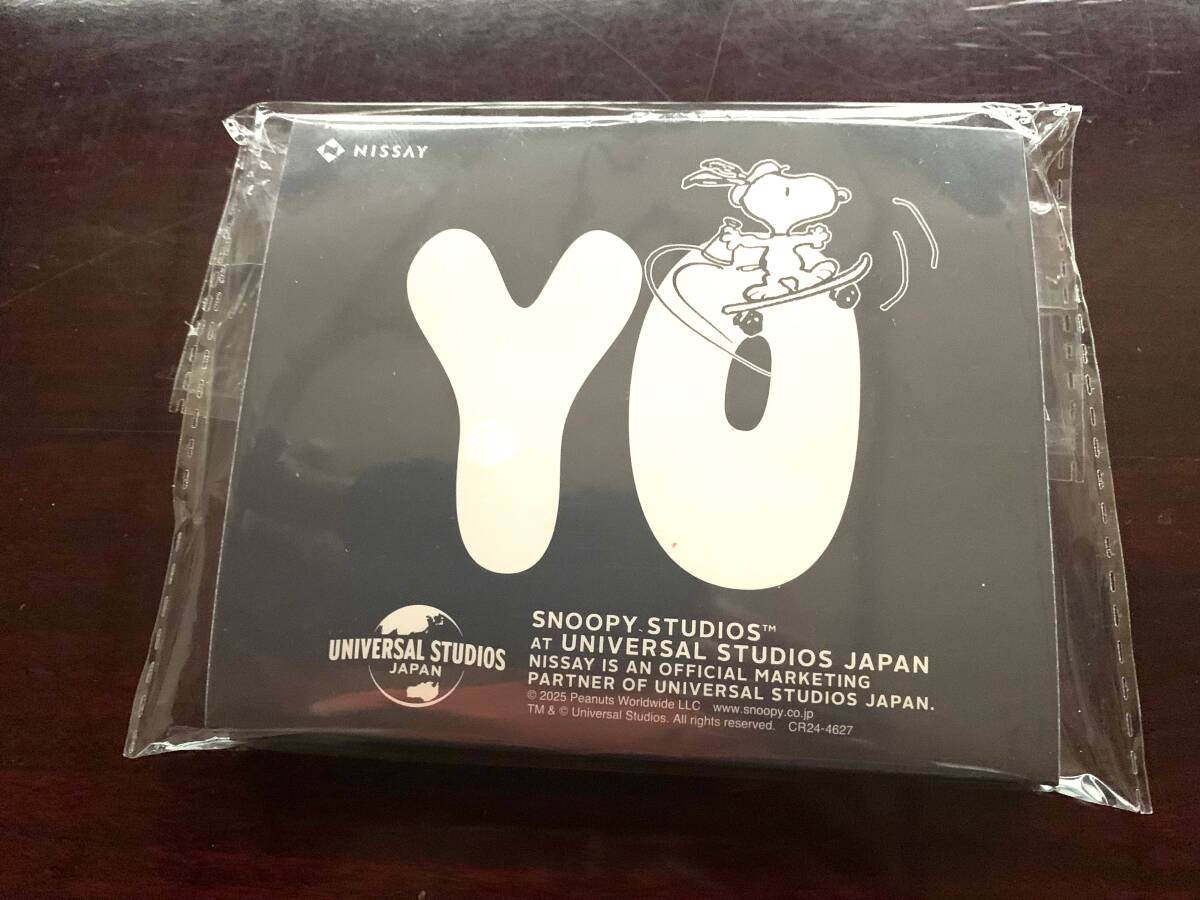 NISSAY
YO
UNIVERSAL STUDIOS
JAPAN
SNOOPY STUDIOS™
AT UNIVERSAL STUDIOS JAPAN
NISSAY IS AN OFFICIAL MARKETING
PARTNER OF UNIVERSAL STUDIOS JAPAN.
© 2025 Peanuts Worldwide LLC www.snoopy.co.jp
TM & © Universal Studios. All rights reserved. CR24-4627